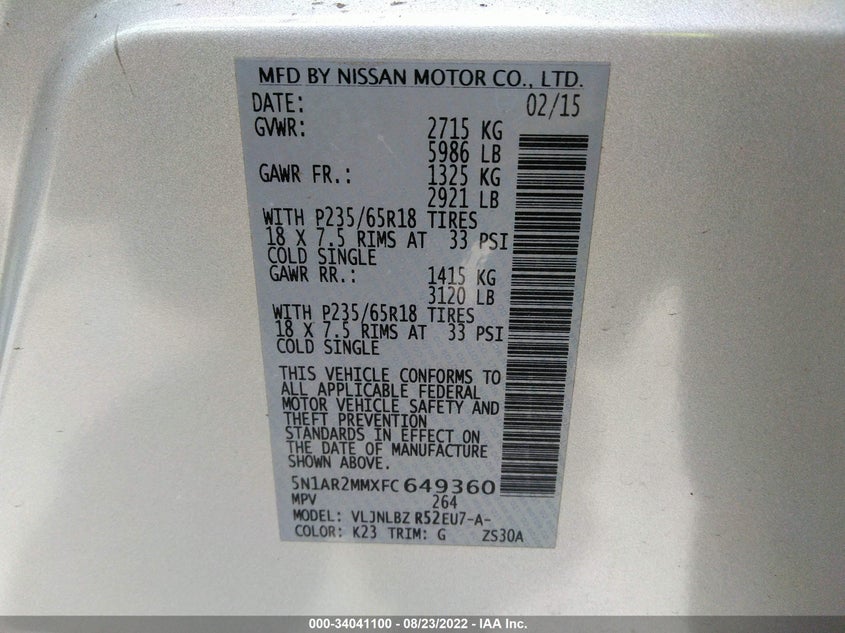 MFD BY NISSAN MOTOR CO., LTD.
DATE: 02/15
GVWR: 2715 KG
5986 LB
GAWR FR.: 1325 KG
2921 LB
WITH P235/65R18 TIRES
18 X 7.5 RIMS AT 33 PSI
COLD SINGLE
GAWR RR.: 1415 KG
3120 LB
WITH P235/65R18 TIRES
18 X 7.5 RIMS AT 33 PSI
COLD SINGLE
THIS VEHICLE CONFORMS TO
ALL APPLICABLE FEDERAL
MOTOR VEHICLE SAFETY AND
THEFT PREVENTION
STANDARDS IN EFFECT ON
THE DATE OF MANUFACTURE
SHOWN ABOVE.
5N1AR2MMXFC649360
MPV 264
MODEL: VLJNLBZ R52EU7-A-
COLOR: K23 TRIM: G ZS30A
000-34041100 - 08/23/2022 - IAA Inc.